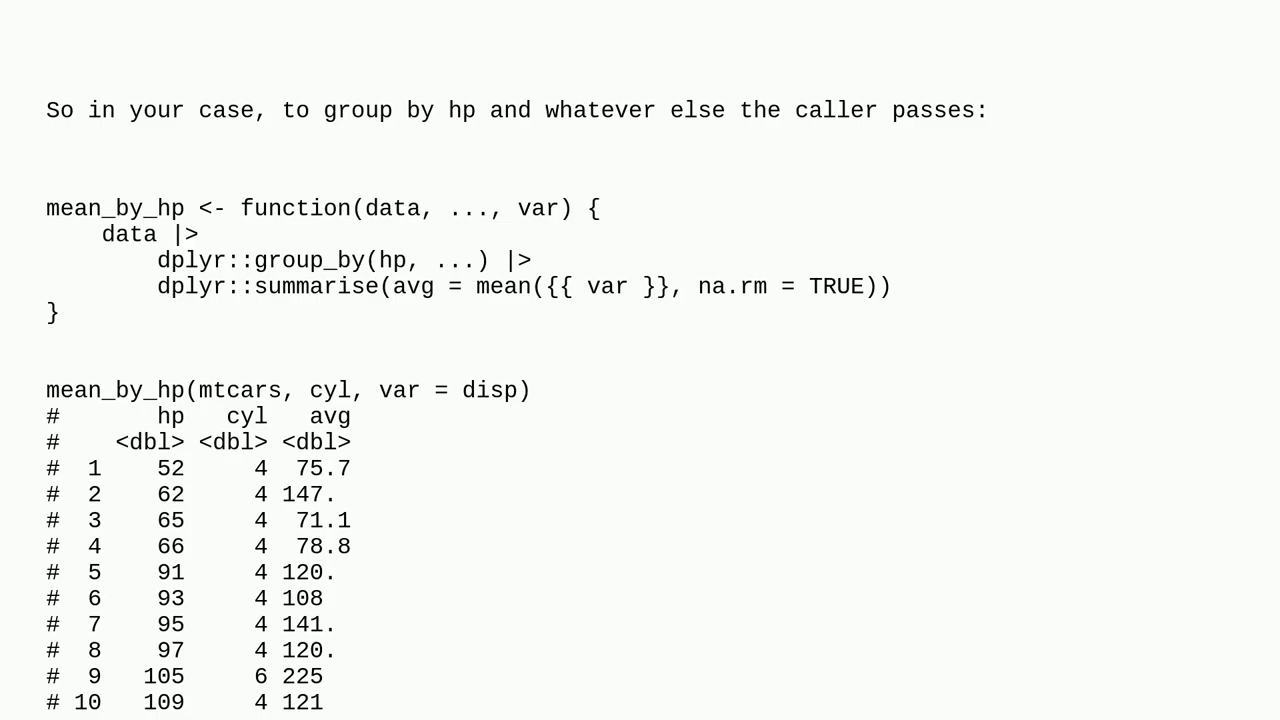 So in your case, to group by hp and whatever else the caller passes:
mean_by_hp <- function(data, ..., var) {
    data |>
        dplyr::group_by(hp, ...) |>
        dplyr::summarise(avg = mean({{ var }}, na.rm = TRUE))
}
mean_by_hp(mtcars, cyl, var = disp)
#       hp   cyl   avg
#    <dbl> <dbl> <dbl>
#  1    52     4  75.7
#  2    62     4 147.
#  3    65     4  71.1
#  4    66     4  78.8
#  5    91     4 120.
#  6    93     4 108
#  7    95     4 141.
#  8    97     4 120.
#  9   105     6 225
# 10   109     4 121